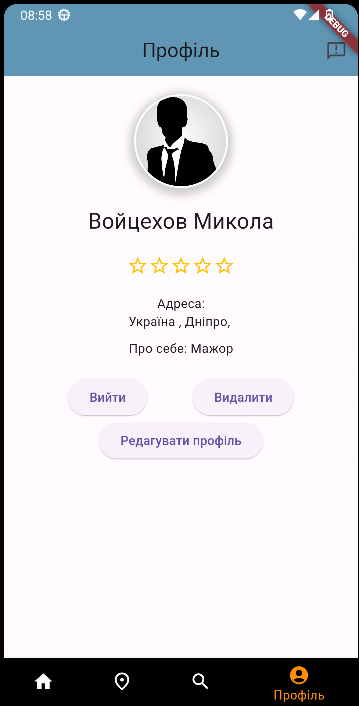 08:58
DEBUG
Профіль
Войцехов Микола
Адреса:
Україна , Дніпро,
Про себе: Мажор
Вийти Видалити
Редагувати профіль
Профіль